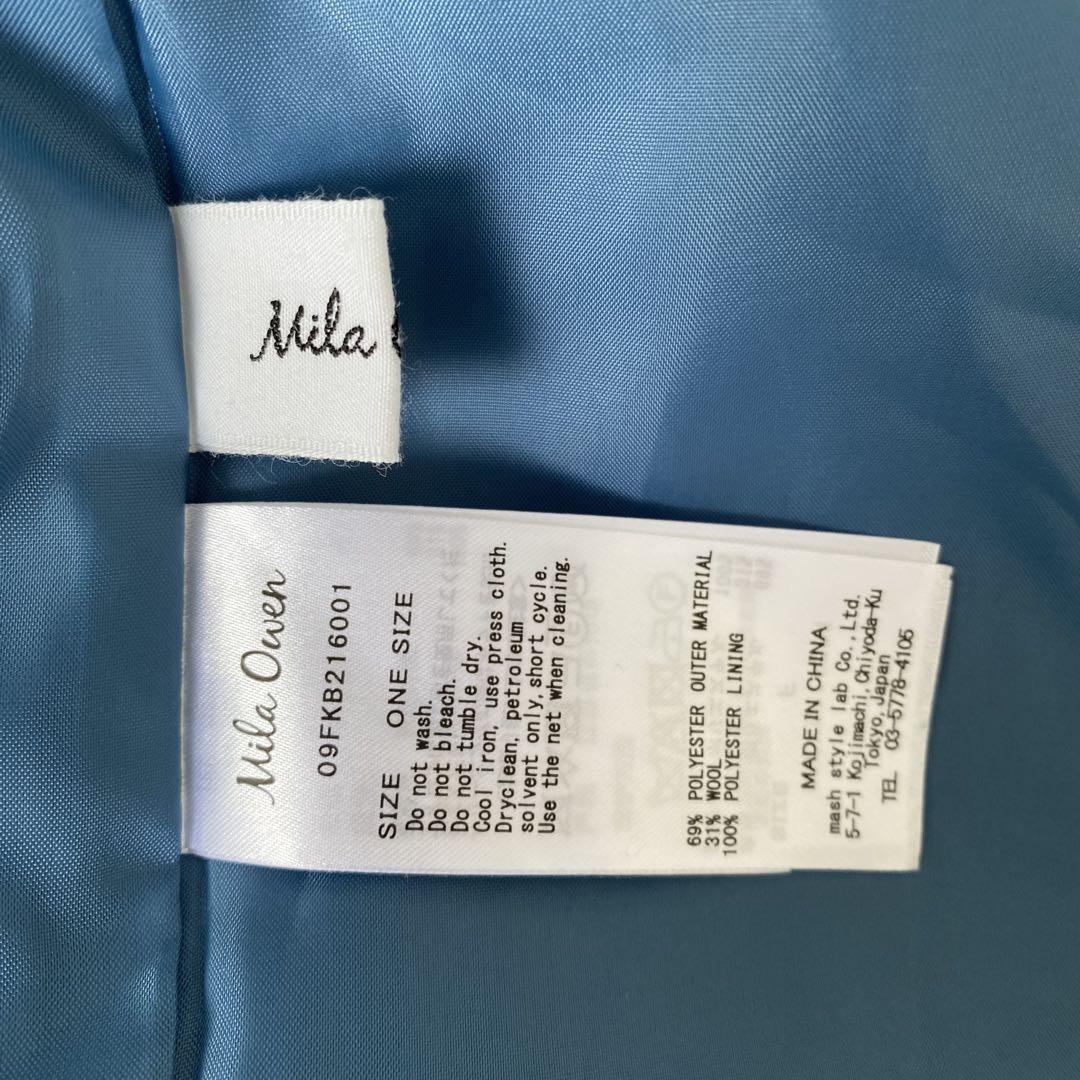 Mila
Mila Owen
09FKB216001
SIZE ONE SIZE
Do not wash.
Do not bleach.
Do not tumble dry.
Cool iron, use press cloth.
Dryclean, petroleum
solvent only, short cycle.
Use the net when cleaning.
69% POLYESTER OUTER MATERIAL
31% WOOL
100% POLYESTER LINING
MADE IN CHINA
mash style lab Co.,Ltd.
5-7-1 Kojimachi, Chiyoda-Ku
Tokyo, Japan
TEL 03-5778-4105